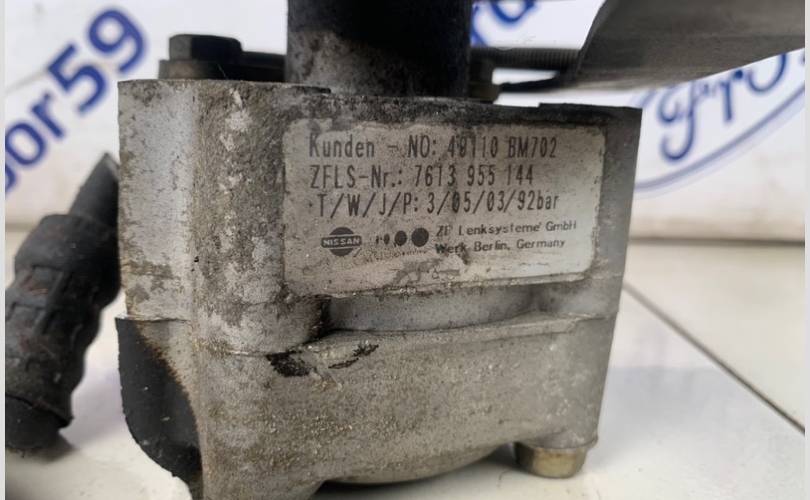 Kunden - NO: 49110 BM702
ZFLS-Nr.: 7613 955 144
T/W/J/P: 3/05/03/92bar
NISSAN
ZF Lenksysteme GmbH
Werk Berlin, Germany
or59